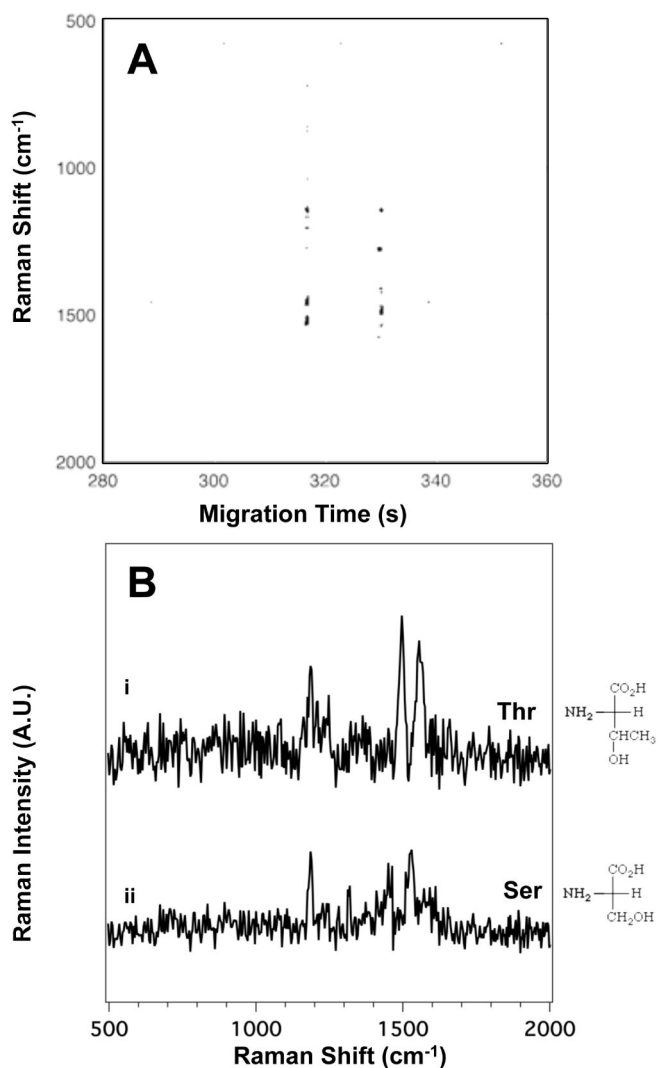 A
Raman Shift (cm-1)
500
1000
1500
2000
280 300 320 340 360
Migration Time (s)
B
Raman Intensity (A.U.)
i
Thr
CO2H
NH2 H
CHCH3
OH
ii
Ser
CO2H
NH2 H
CH2OH
500 1000 1500 2000
Raman Shift (cm-1)